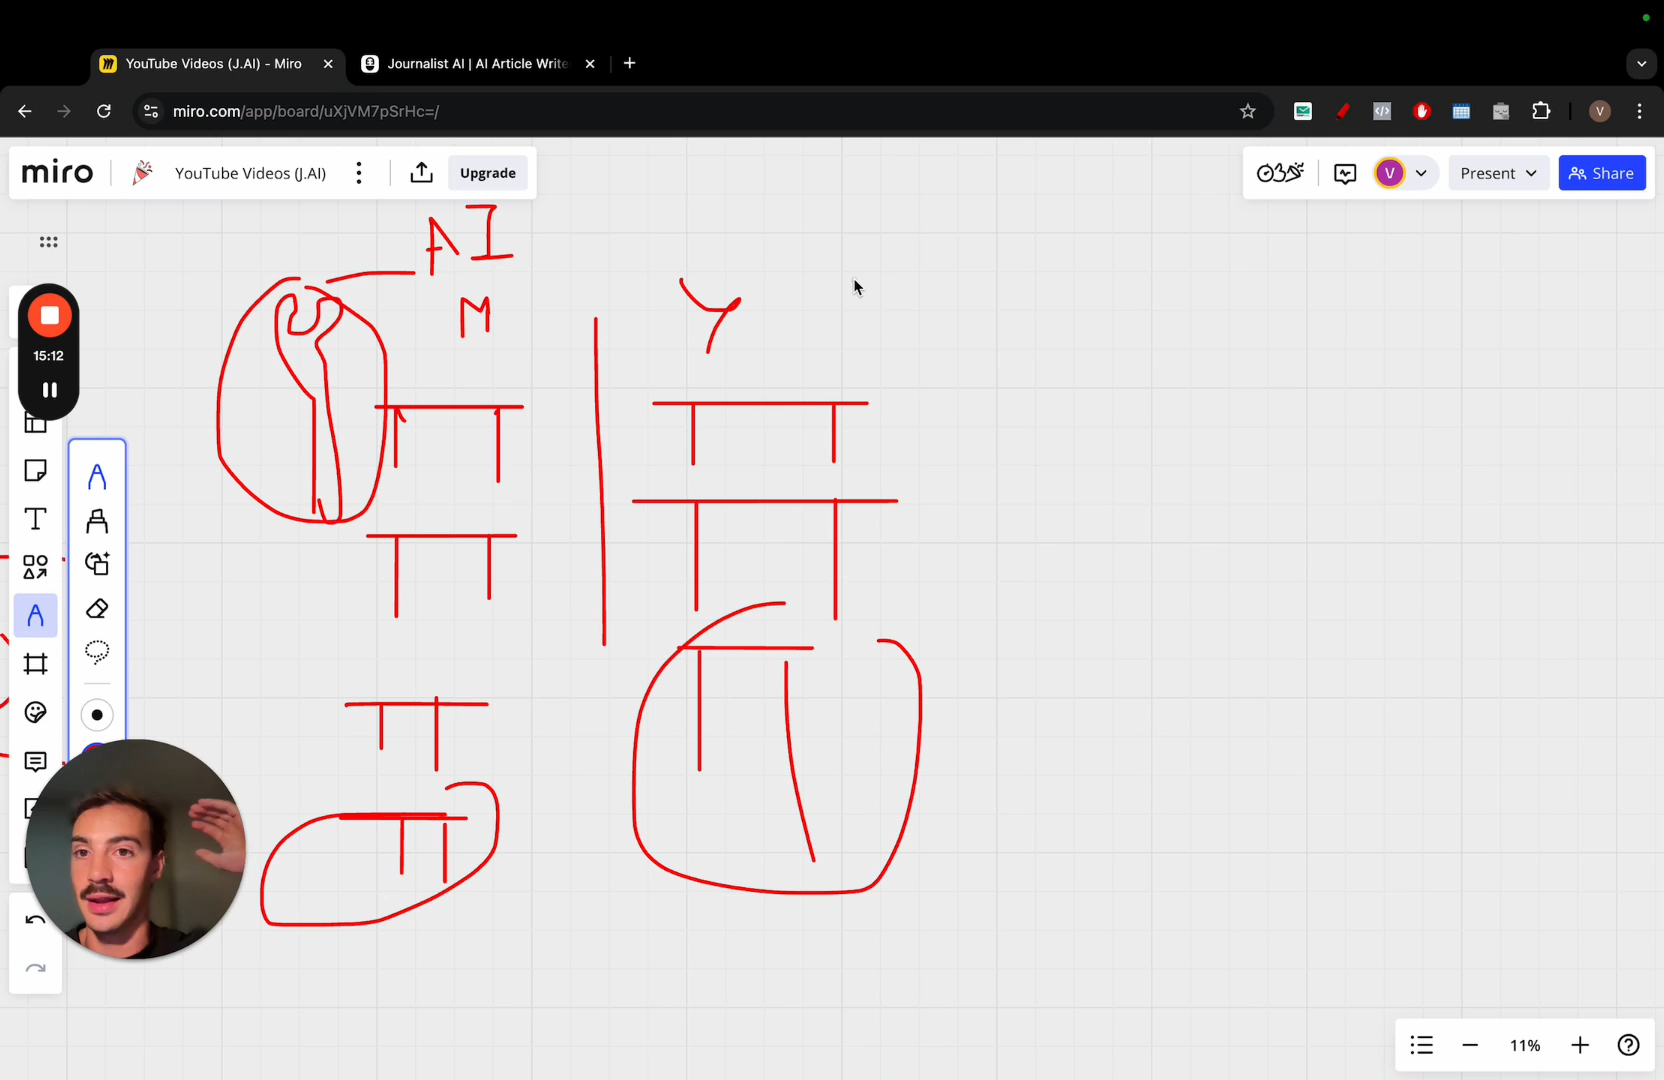 YouTube Videos (J.AI) - Miro
Journalist AI | AI Article Write
miro.com/app/board/uXjVM7pSrHc=/
V
miro
YouTube Videos (J.AI)
Upgrade
V
Present
Share
AI
M
Y
15:12
11%